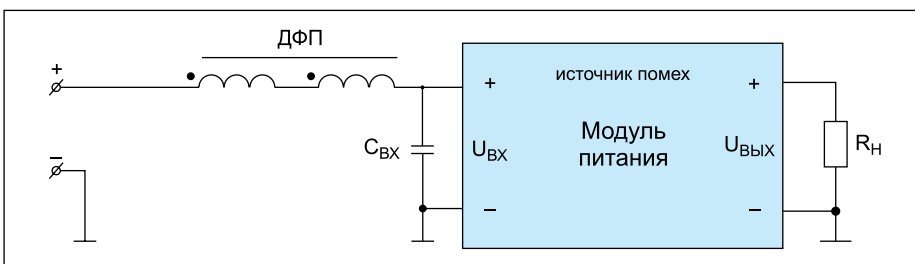 ДФП
+
источник помех
+
+
Модуль
питания
C_ВХ
U_ВХ
U_ВЫХ
R_Н
–
–
–